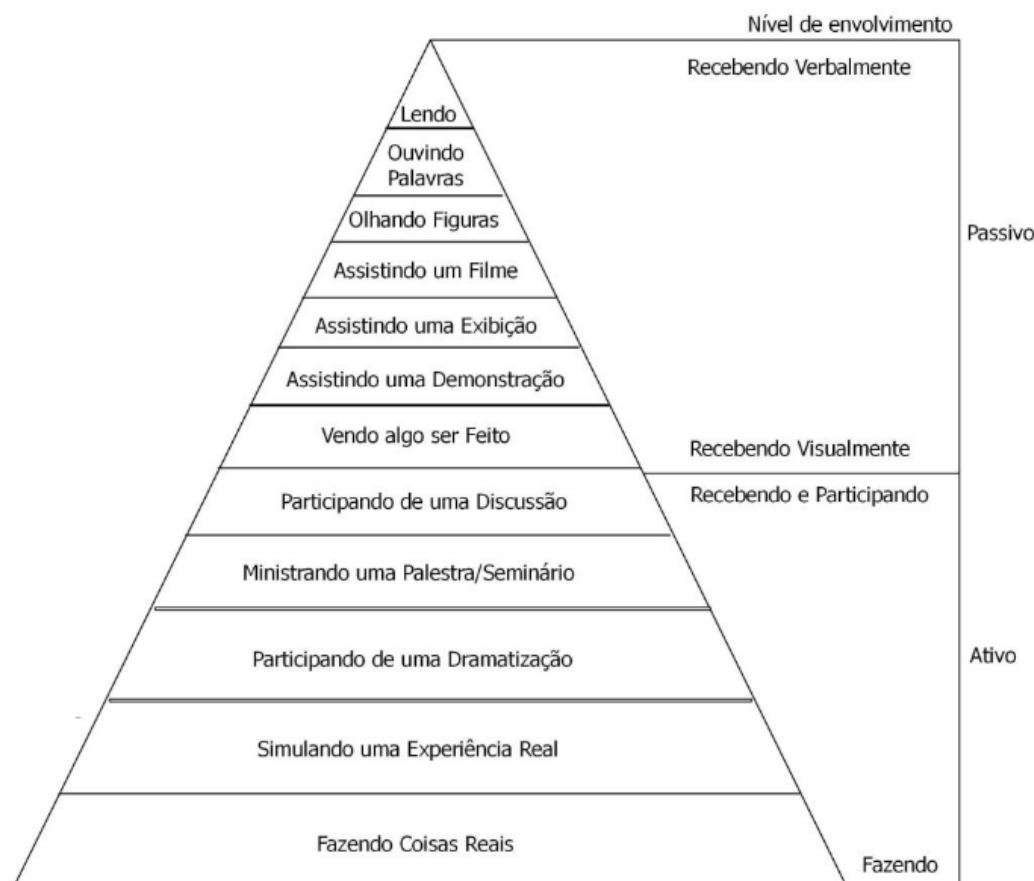 Nível de envolvimento
Recebendo Verbalmente
Lendo
Ouvindo
Palavras
Olhando Figuras
Passivo
Assistindo um Filme
Assistindo uma Exibição
Assistindo uma Demonstração
Vendo algo ser Feito
Recebendo Visualmente
Recebendo e Participando
Participando de uma Discussão
Ministrando uma Palestra/Seminário
Participando de uma Dramatização
Ativo
Simulando uma Experiência Real
Fazendo Coisas Reais
Fazendo